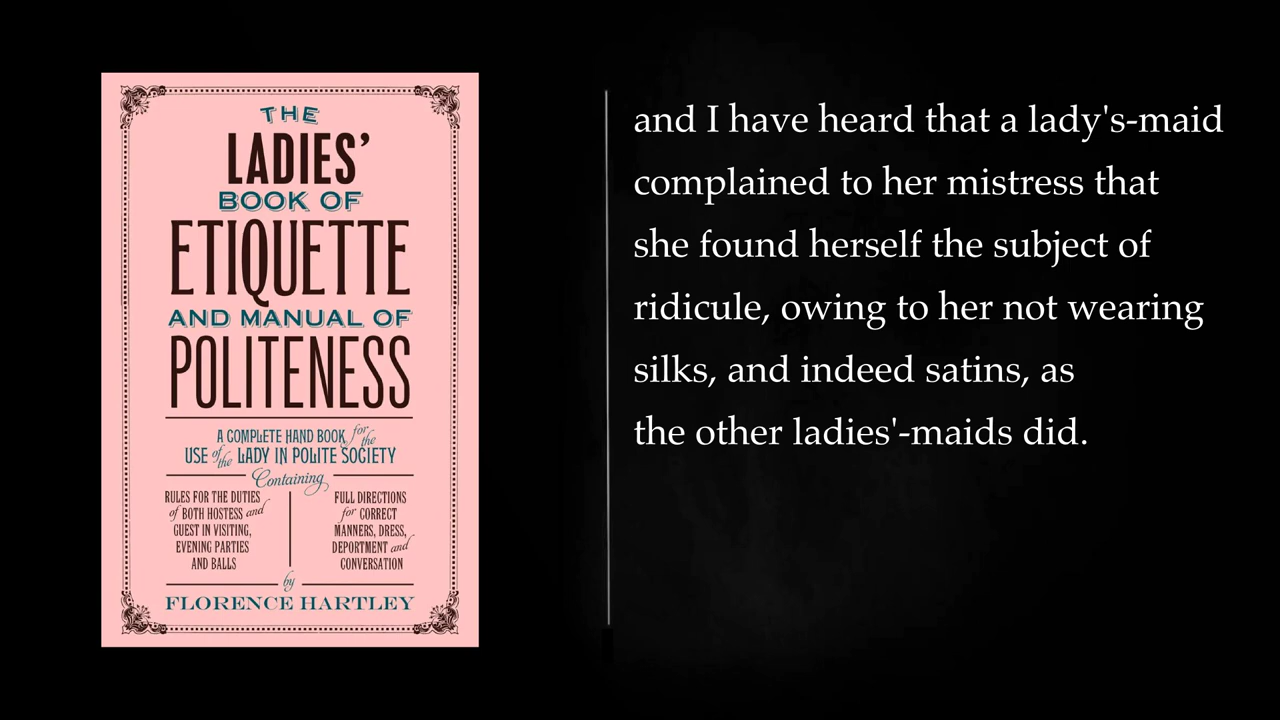 THE
LADIES'
BOOK OF
ETIQUETTE
AND MANUAL OF
POLITENESS
A COMPLETE HAND BOOK for the
USE of the LADY IN POLITE SOCIETY
Containing
RULES FOR THE DUTIES
of BOTH HOSTESS and
GUEST IN VISITING,
EVENING PARTIES
AND BALLS
FULL DIRECTIONS
for CORRECT
MANNERS, DRESS,
DEPORTMENT and
CONVERSATION
by
FLORENCE HARTLEY
and I have heard that a lady's-maid
complained to her mistress that
she found herself the subject of
ridicule, owing to her not wearing
silks, and indeed satins, as
the other ladies'-maids did.